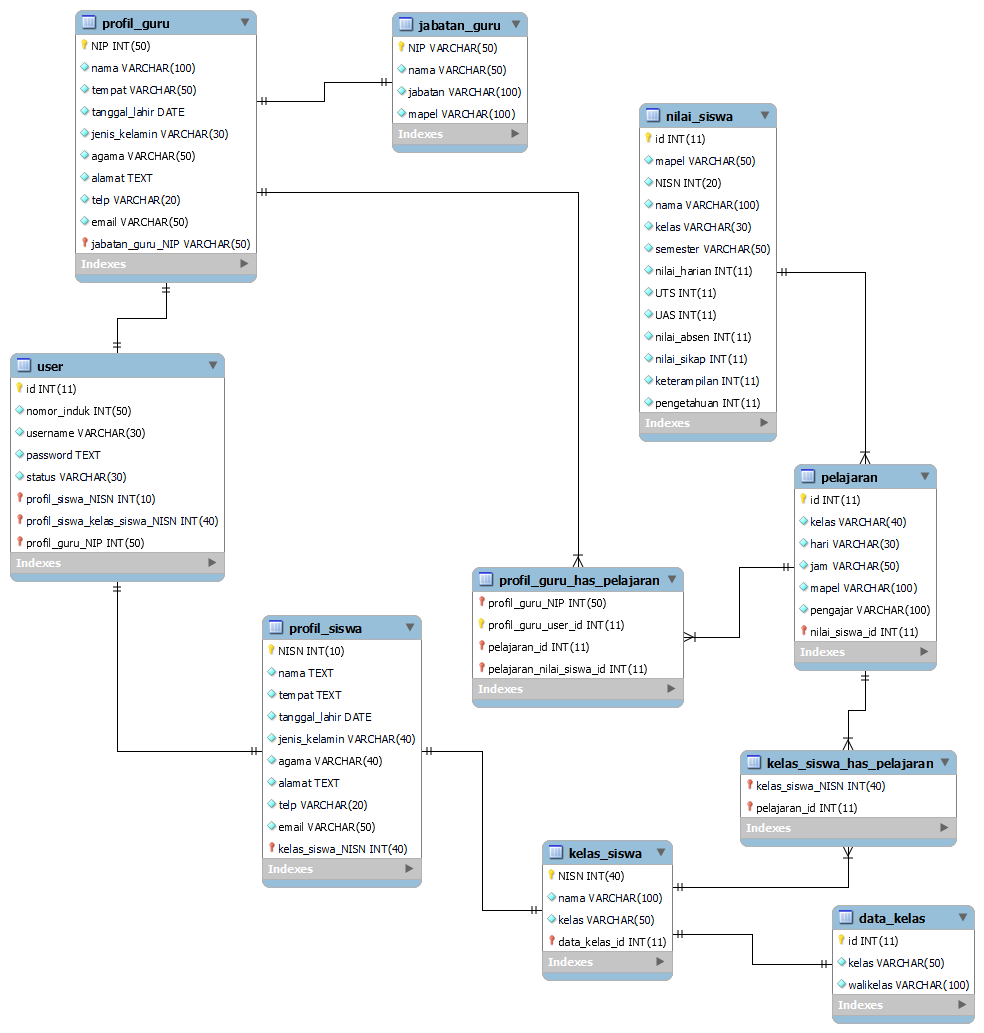 profil_guru
NIP INT(50)
nama VARCHAR(100)
tempat VARCHAR(50)
tanggal_lahir DATE
jenis_kelamin VARCHAR(30)
agama VARCHAR(50)
alamat TEXT
telp VARCHAR(20)
email VARCHAR(50)
jabatan_guru_NIP VARCHAR(50)
Indexes
jabatan_guru
NIP VARCHAR(50)
nama VARCHAR(50)
jabatan VARCHAR(100)
mapel VARCHAR(100)
Indexes
nilai_siswa
id INT(11)
mapel VARCHAR(50)
NISN INT(20)
nama VARCHAR(100)
kelas VARCHAR(30)
semester VARCHAR(50)
nilai_harian INT(11)
UTS INT(11)
UAS INT(11)
nilai_absen INT(11)
nilai_sikap INT(11)
keterampilan INT(11)
pengetahuan INT(11)
Indexes
user
id INT(11)
nomor_induk INT(50)
username VARCHAR(30)
password TEXT
status VARCHAR(30)
profil_siswa_NISN INT(10)
profil_siswa_kelas_siswa_NISN INT(40)
profil_guru_NIP INT(50)
Indexes
pelajaran
id INT(11)
kelas VARCHAR(40)
hari VARCHAR(30)
jam VARCHAR(50)
mapel VARCHAR(100)
pengajar VARCHAR(100)
nilai_siswa_id INT(11)
Indexes
profil_guru_has_pelajaran
profil_guru_NIP INT(50)
profil_guru_user_id INT(11)
pelajaran_id INT(11)
pelajaran_nilai_siswa_id INT(11)
Indexes
profil_siswa
NISN INT(10)
nama TEXT
tempat TEXT
tanggal_lahir DATE
jenis_kelamin VARCHAR(40)
agama VARCHAR(40)
alamat TEXT
telp VARCHAR(20)
email VARCHAR(50)
kelas_siswa_NISN INT(40)
Indexes
kelas_siswa_has_pelajaran
kelas_siswa_NISN INT(40)
pelajaran_id INT(11)
Indexes
kelas_siswa
NISN INT(40)
nama VARCHAR(100)
kelas VARCHAR(50)
data_kelas_id INT(11)
Indexes
data_kelas
id INT(11)
kelas VARCHAR(50)
walikelas VARCHAR(100)
Indexes